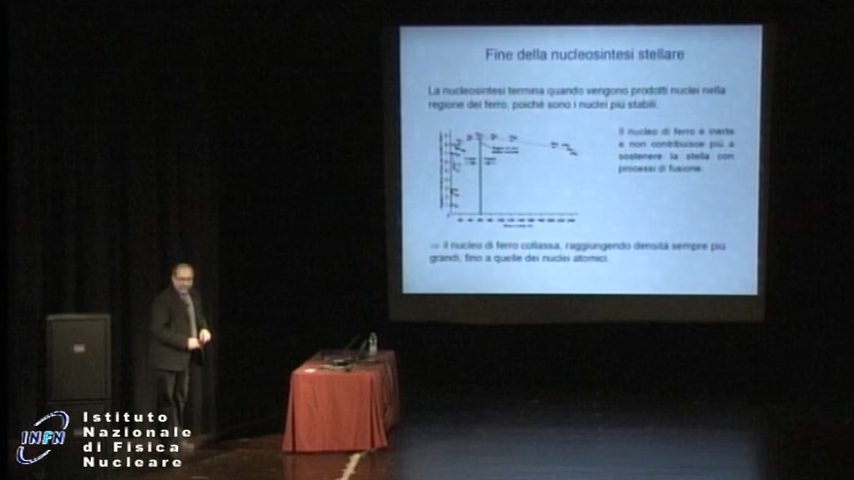 Fine della nucleosintesi stellare
La nucleosintesi termina quando vengono prodotti nuclei nella
regione del ferro, poiché sono i nuclei più stabili.
Il nucleo di ferro è inerte
e non contribuisce più a
sostenere la stella con
processi di fusione.
⇒ il nucleo di ferro collassa, raggiungendo densità sempre più
grandi, fino a quelle dei nuclei atomici.
INFN
Istituto
Nazionale
di Fisica
Nucleare